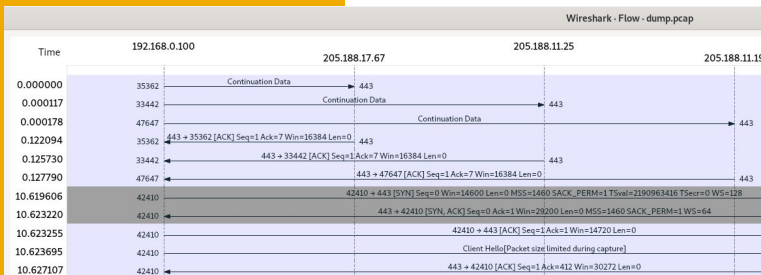 Wireshark · Flow · dump.pcap
Time 192.168.0.100 205.188.17.67 205.188.11.25 205.188.11.19
0.000000 35362 Continuation Data 443
0.000117 33442 Continuation Data 443
0.000178 47647 Continuation Data 443
0.122094 35362 443 → 35362 [ACK] Seq=1 Ack=7 Win=16384 Len=0 443
0.125730 33442 443 → 33442 [ACK] Seq=1 Ack=7 Win=16384 Len=0 443
0.127790 47647 443 → 47647 [ACK] Seq=1 Ack=7 Win=16384 Len=0 443
10.619606 42410 42410 → 443 [SYN] Seq=0 Win=14600 Len=0 MSS=1460 SACK_PERM=1 TSval=2190963416 TSecr=0 WS=128
10.623220 42410 443 → 42410 [SYN, ACK] Seq=0 Ack=1 Win=29200 Len=0 MSS=1460 SACK_PERM=1 WS=64
10.623255 42410 42410 → 443 [ACK] Seq=1 Ack=1 Win=14720 Len=0
10.623695 42410 Client Hello[Packet size limited during capture]
10.627107 42410 443 → 42410 [ACK] Seq=1 Ack=412 Win=30272 Len=0